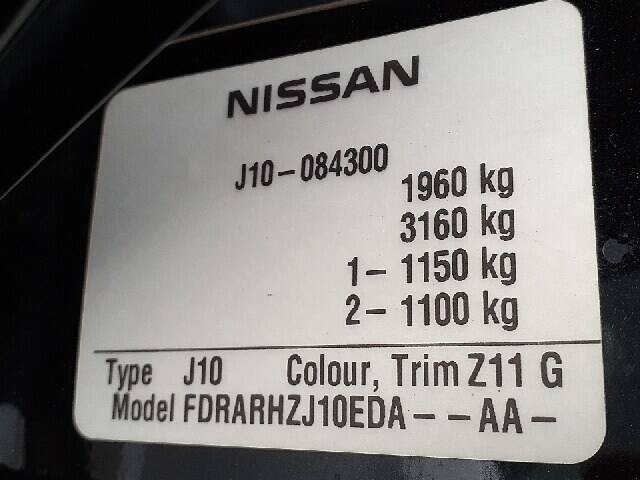 NISSAN
J10-084300
1960 kg
3160 kg
1- 1150 kg
2- 1100 kg
Type J10 Colour, Trim Z11 G
Model FDRARHZJ10EDA---AA-